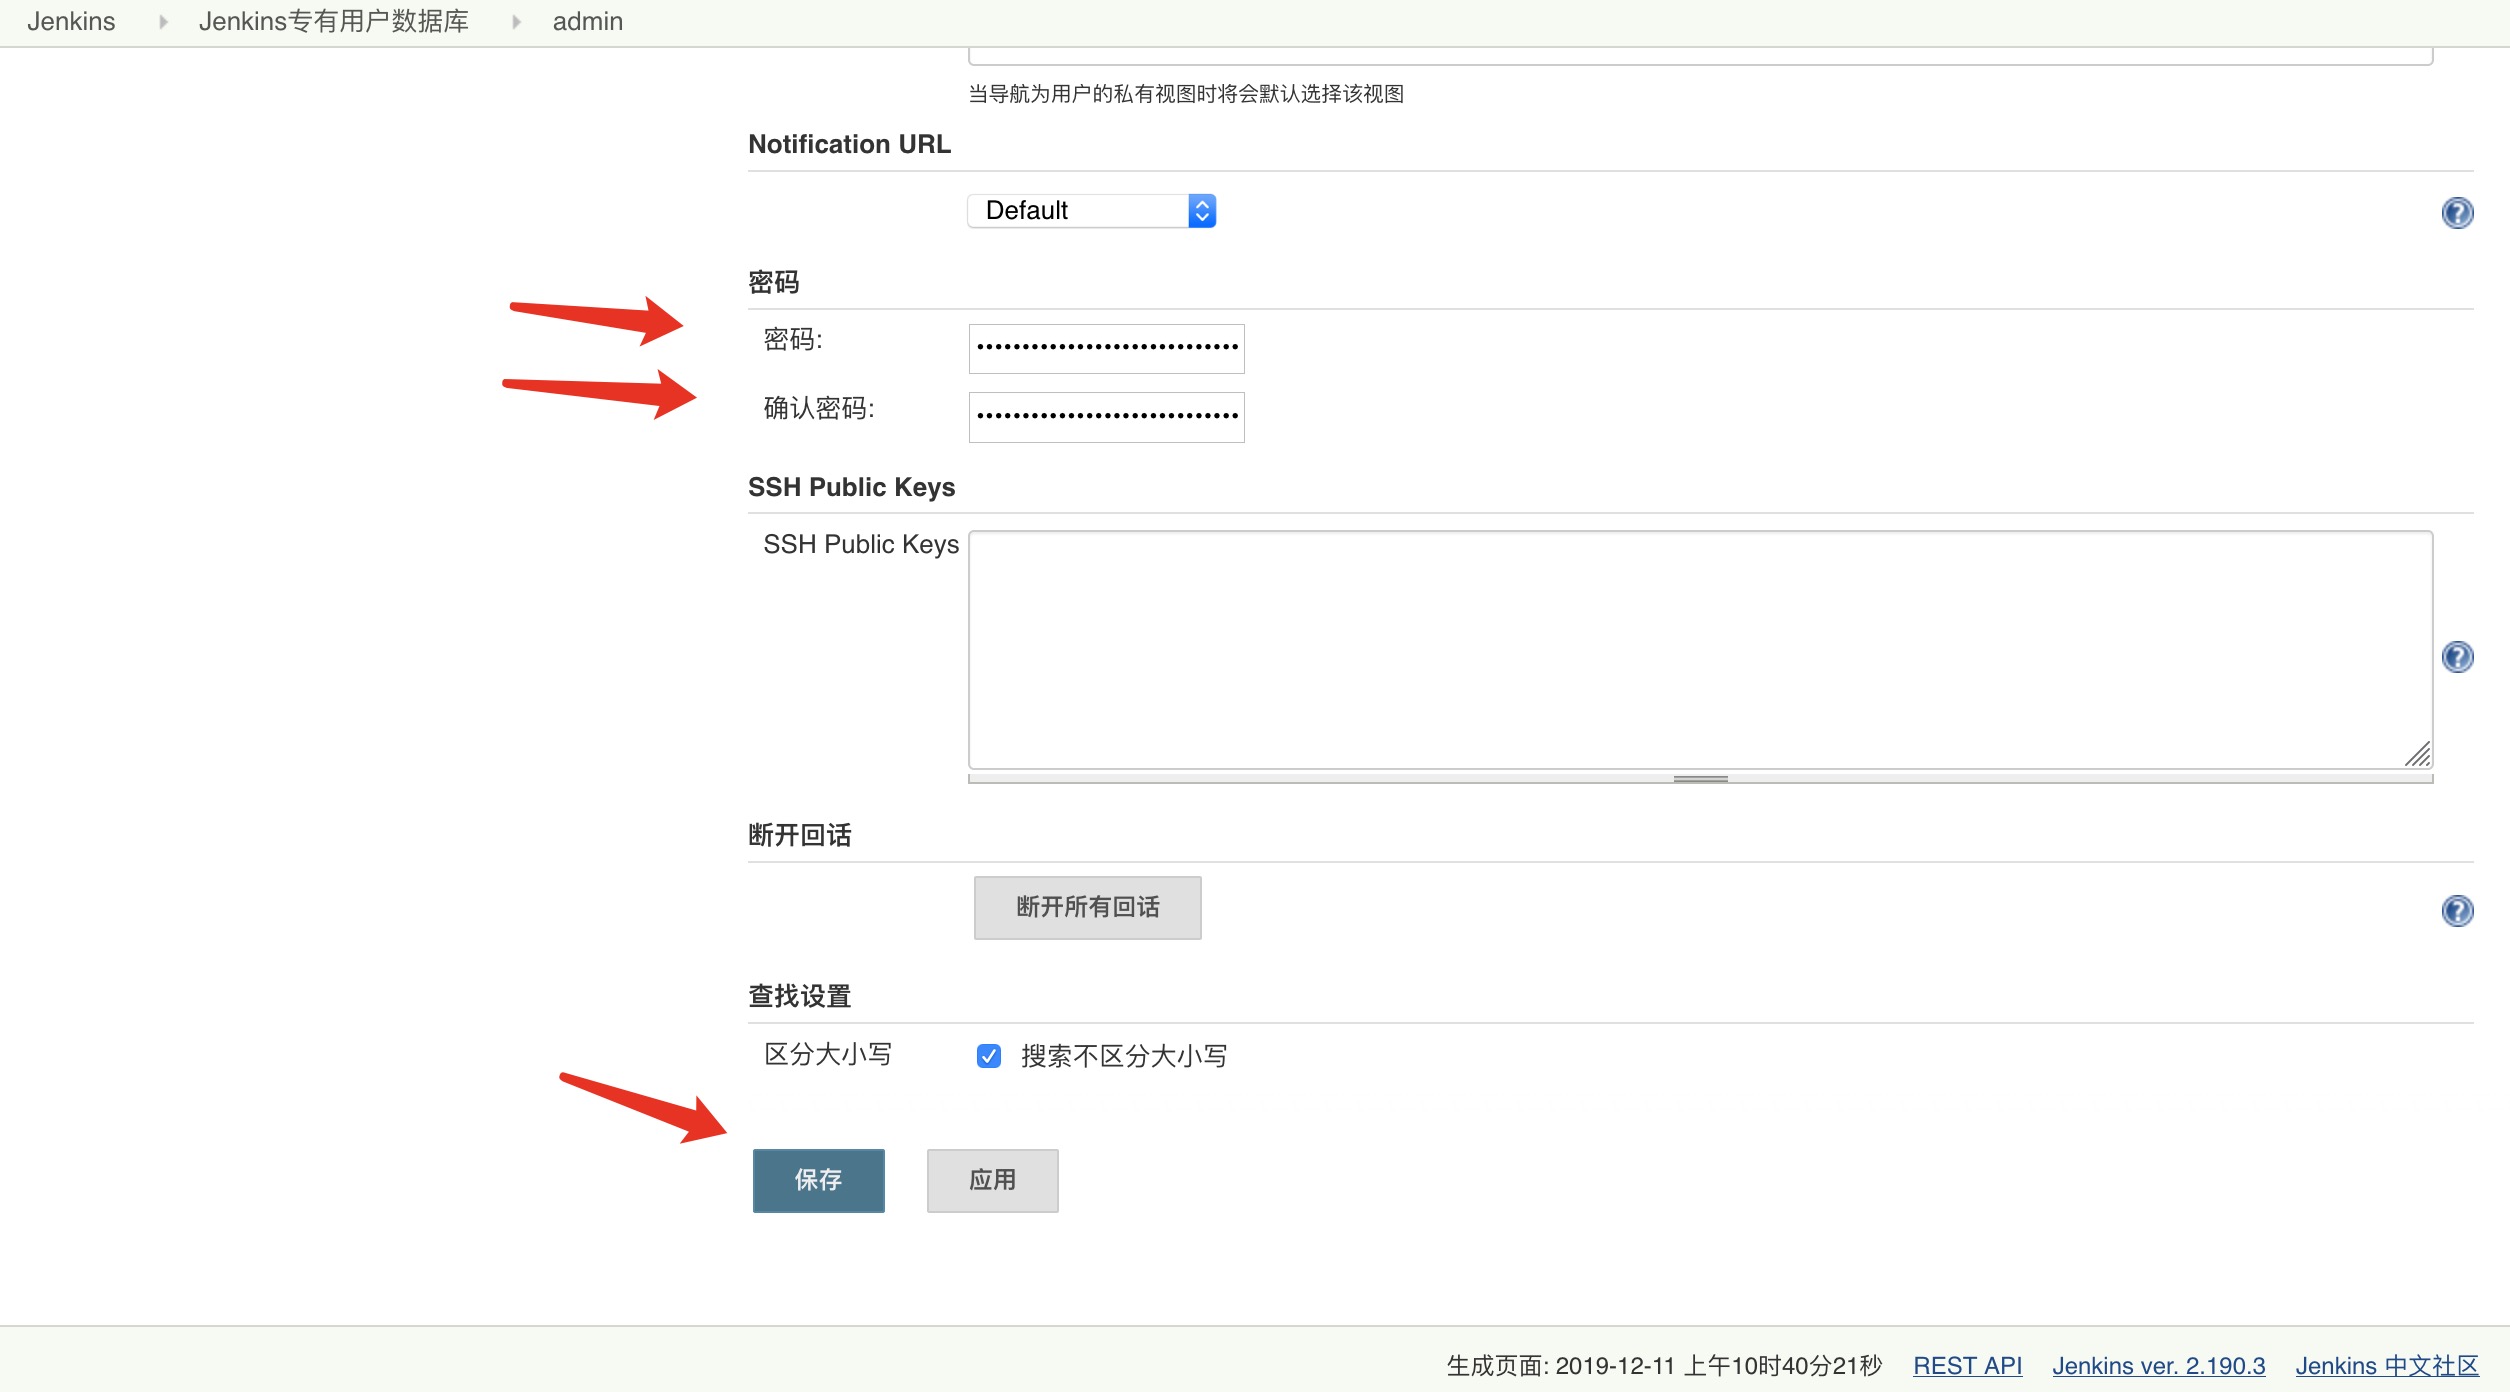 Jenkins Jenkins专有用户数据库 admin
当导航为用户的私有视图时将会默认选择该视图
Notification URL
Default
密码
密码: ••••••••••••••••••••••••••••••
确认密码: ••••••••••••••••••••••••••••••
SSH Public Keys
SSH Public Keys
断开回话
断开所有回话
查找设置
区分大小写 搜索不区分大小写
保存 应用
生成页面: 2019-12-11 上午10时40分21秒 REST API Jenkins ver. 2.190.3 Jenkins 中文社区